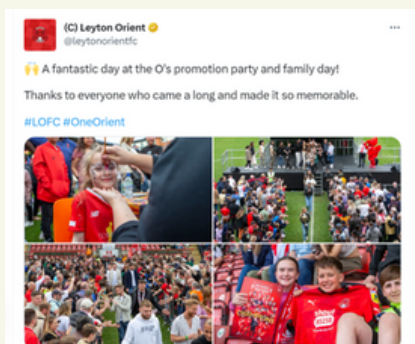 (C) Leyton Orient
@leytonorientfc
A fantastic day at the O's promotion party and family day!
Thanks to everyone who came a long and made it so memorable.
#LOFC #OneOrient